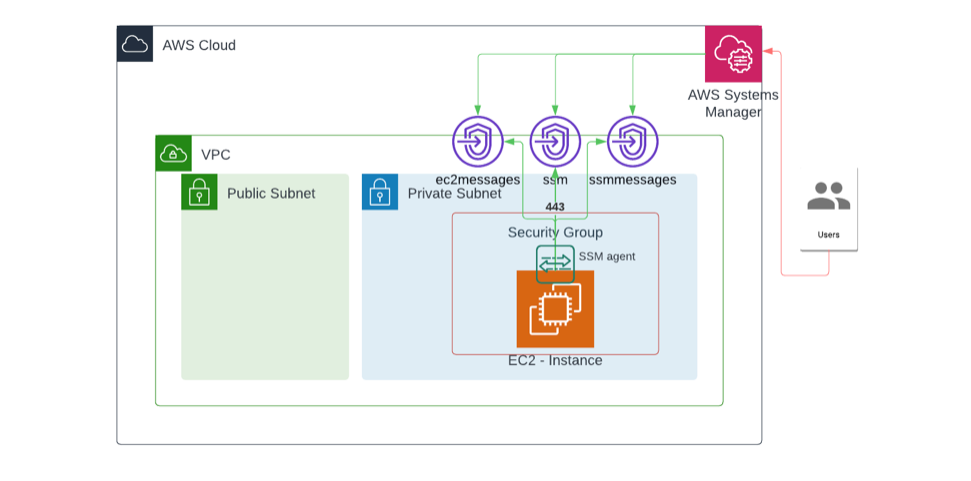 AWS Cloud
AWS Systems
Manager
VPC
ec2messages
ssm
ssmmessages
Public Subnet
Private Subnet
443
Security Group
SSM agent
EC2 - Instance
Users